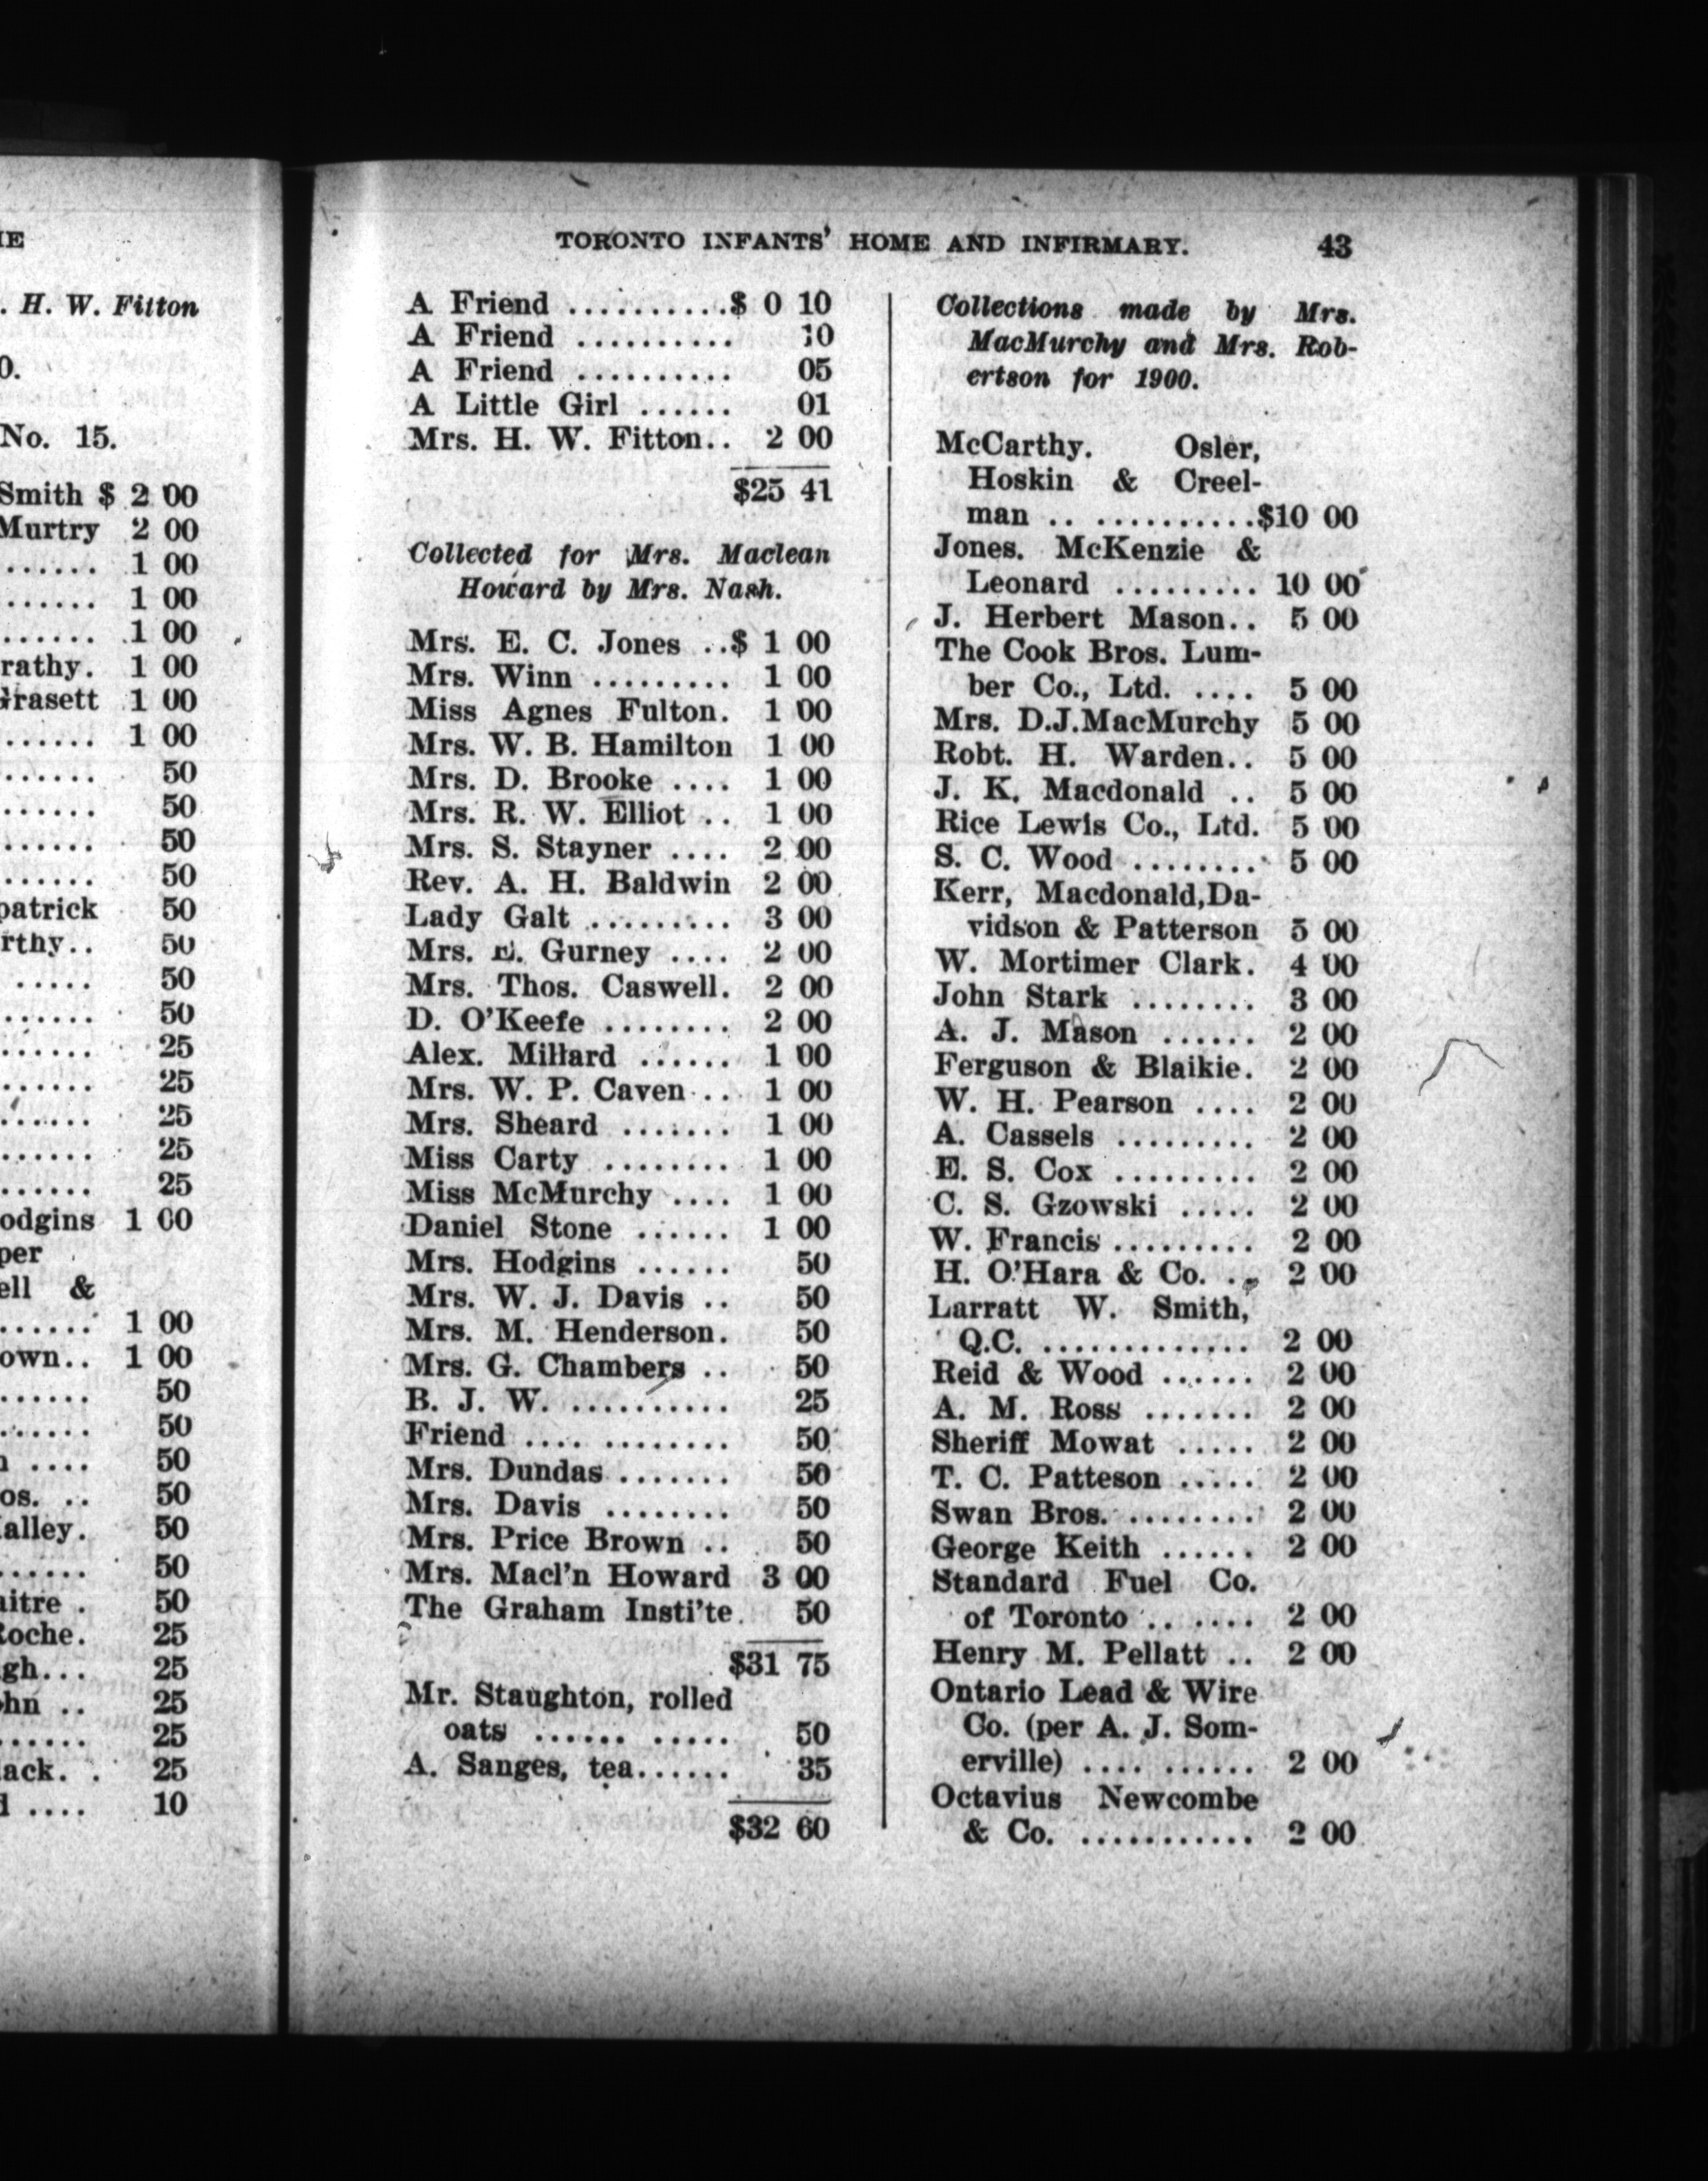 IE
. H. W. Fitton
0.
No. 15.
Smith $ 2 00
Murtry 2 00
...... 1 00
...... 1 00
...... 1 00
rathy. 1 00
Grasett 1 00
...... 1 00
...... 50
...... 50
...... 50
...... 50
patrick 50
rthy.. 50
..... 50
...... 50
...... 25
...... 25
...... 25
...... 25
...... 25
odgins 1 00
per
ell &
...... 1 00
own.. 1 00
...... 50
...... 50
.... 50
os. .. 50
alley. 50
...... 50
aitre . 50
Roche. 25
gh... 25
ohn .. 25
...... 25
ack. . 25
d .... 10
TORONTO INFANTS' HOME AND INFIRMARY. 43
A Friend ..........$ 0 10
A Friend .......... 10
A Friend .......... 05
A Little Girl ...... 01
Mrs. H. W. Fitton.. 2 00
$25 41
Collected for Mrs. Maclean
Howard by Mrs. Nash.
Mrs. E. C. Jones ..$ 1 00
Mrs. Winn ......... 1 00
Miss Agnes Fulton. 1 00
Mrs. W. B. Hamilton 1 00
Mrs. D. Brooke .... 1 00
Mrs. R. W. Elliot .. 1 00
Mrs. S. Stayner .... 2 00
Rev. A. H. Baldwin 2 00
Lady Galt ......... 3 00
Mrs. E. Gurney .... 2 00
Mrs. Thos. Caswell. 2 00
D. O'Keefe ........ 2 00
Alex. Millard ...... 1 00
Mrs. W. P. Caven .. 1 00
Mrs. Sheard ....... 1 00
Miss Carty ........ 1 00
Miss McMurchy .... 1 00
Daniel Stone ...... 1 00
Mrs. Hodgins ...... 50
Mrs. W. J. Davis .. 50
Mrs. M. Henderson. 50
Mrs. G. Chambers .. 50
B. J. W. .......... 25
Friend .... ........ 50
Mrs. Dundas ....... 50
Mrs. Davis ........ 50
Mrs. Price Brown .. 50
Mrs. Macl'n Howard 3 00
The Graham Insti'te. 50
$31 75
Mr. Staughton, rolled
oats ...... ..... 50
A. Sanges, tea...... 35
$32 60
Collections made by Mrs.
MacMurchy and Mrs. Rob-
ertson for 1900.
McCarthy. Osler,
Hoskin & Creel-
man .. ..........$10 00
Jones. McKenzie &
Leonard ......... 10 00
J. Herbert Mason.. 5 00
The Cook Bros. Lum-
ber Co., Ltd. .... 5 00
Mrs. D.J.MacMurchy 5 00
Robt. H. Warden.. 5 00
J. K. Macdonald .. 5 00
Rice Lewis Co., Ltd. 5 00
S. C. Wood ........ 5 00
Kerr, Macdonald,Da-
vidson & Patterson 5 00
W. Mortimer Clark. 4 00
John Stark ........ 3 00
A. J. Mason ...... 2 00
Ferguson & Blaikie. 2 00
W. H. Pearson .... 2 00
A. Cassels ......... 2 00
E. S. Cox ......... 2 00
C. S. Gzowski ..... 2 00
W. Francis ......... 2 00
H. O'Hara & Co. .. 2 00
Larratt W. Smith,
Q.C. ............. 2 00
Reid & Wood ...... 2 00
A. M. Ross ....... 2 00
Sheriff Mowat ..... 2 00
T. C. Patteson ..... 2 00
Swan Bros. ........ 2 00
George Keith ...... 2 00
Standard Fuel Co.
of Toronto .. .... 2 00
Henry M. Pellatt .. 2 00
Ontario Lead & Wire
Co. (per A. J. Som-
erville) .... ...... 2 00
Octavius Newcombe
& Co. ........... 2 00